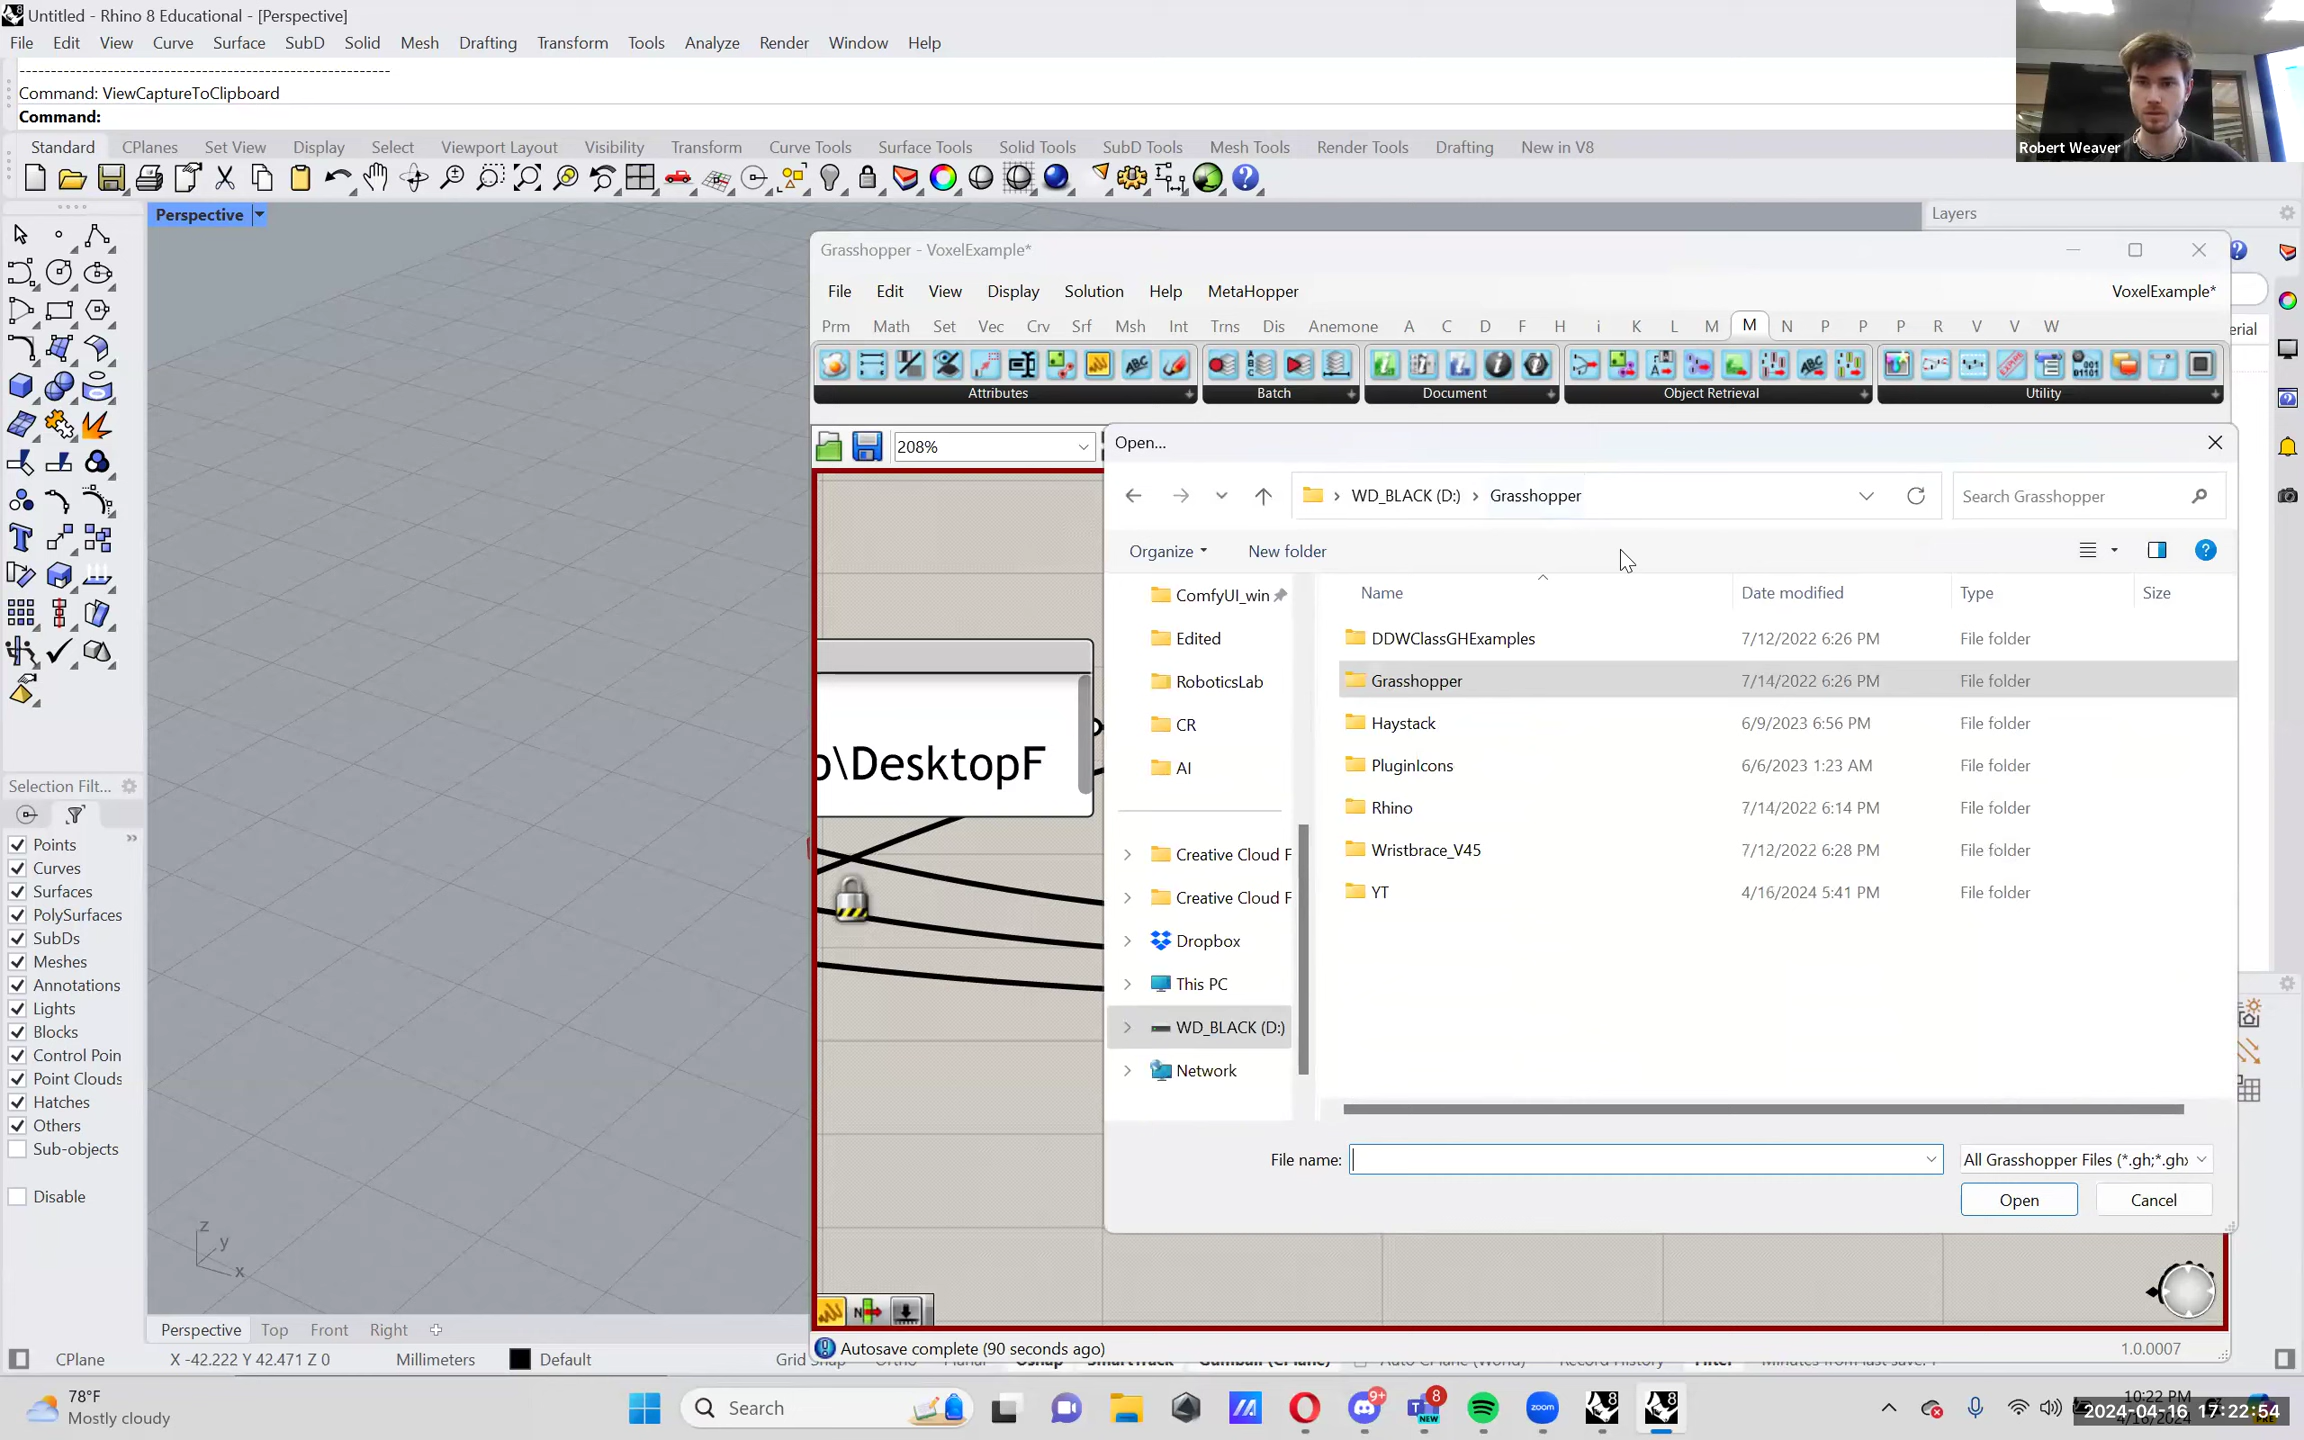 Untitled - Rhino 8 Educational - [Perspective]
File Edit View Curve Surface SubD Solid Mesh Drafting Transform Tools Analyze Render Window Help
Command: ViewCaptureToClipboard
Command:
Robert Weaver
Standard CPlanes Set View Display Select Viewport Layout Visibility Transform Curve Tools Surface Tools Solid Tools SubD Tools Mesh Tools Render Tools Drafting New in V8
Perspective
Layers
Grasshopper - VoxelExample*
File Edit View Display Solution Help MetaHopper VoxelExample*
Prm Math Set Vec Crv Srf Msh Int Trns Dis Anemone A C D F H i K L M M N P P P R V V W
erial
Attributes Batch Document Object Retrieval Utility
208%
Open...
WD_BLACK (D:) Grasshopper
Search Grasshopper
Organize New folder
Name Date modified Type Size
ComfyUI_win
Edited
RoboticsLab
CR
AI
Creative Cloud F
Creative Cloud F
Dropbox
This PC
WD_BLACK (D:)
Network
DDWClassGHExamples 7/12/2022 6:26 PM File folder
Grasshopper 7/14/2022 6:26 PM File folder
Haystack 6/9/2023 6:56 PM File folder
PluginIcons 6/6/2023 1:23 AM File folder
Rhino 7/14/2022 6:14 PM File folder
Wristbrace_V45 7/12/2022 6:28 PM File folder
YT 4/16/2024 5:41 PM File folder
File name:
All Grasshopper Files (*.gh;*.ghx
Open Cancel
\DesktopF
Selection Filt...
Points
Curves
Surfaces
PolySurfaces
SubDs
Meshes
Annotations
Lights
Blocks
Control Poin
Point Clouds
Hatches
Others
Sub-objects
Disable
z
y
x
Perspective Top Front Right
Autosave complete (90 seconds ago)
1.0.0007
CPlane X -42.222 Y 42.471 Z 0 Millimeters Default
78°F
Mostly cloudy
Search
9+
8
NEW
zoom
10:22 PM
2024-04-16 17:22:54